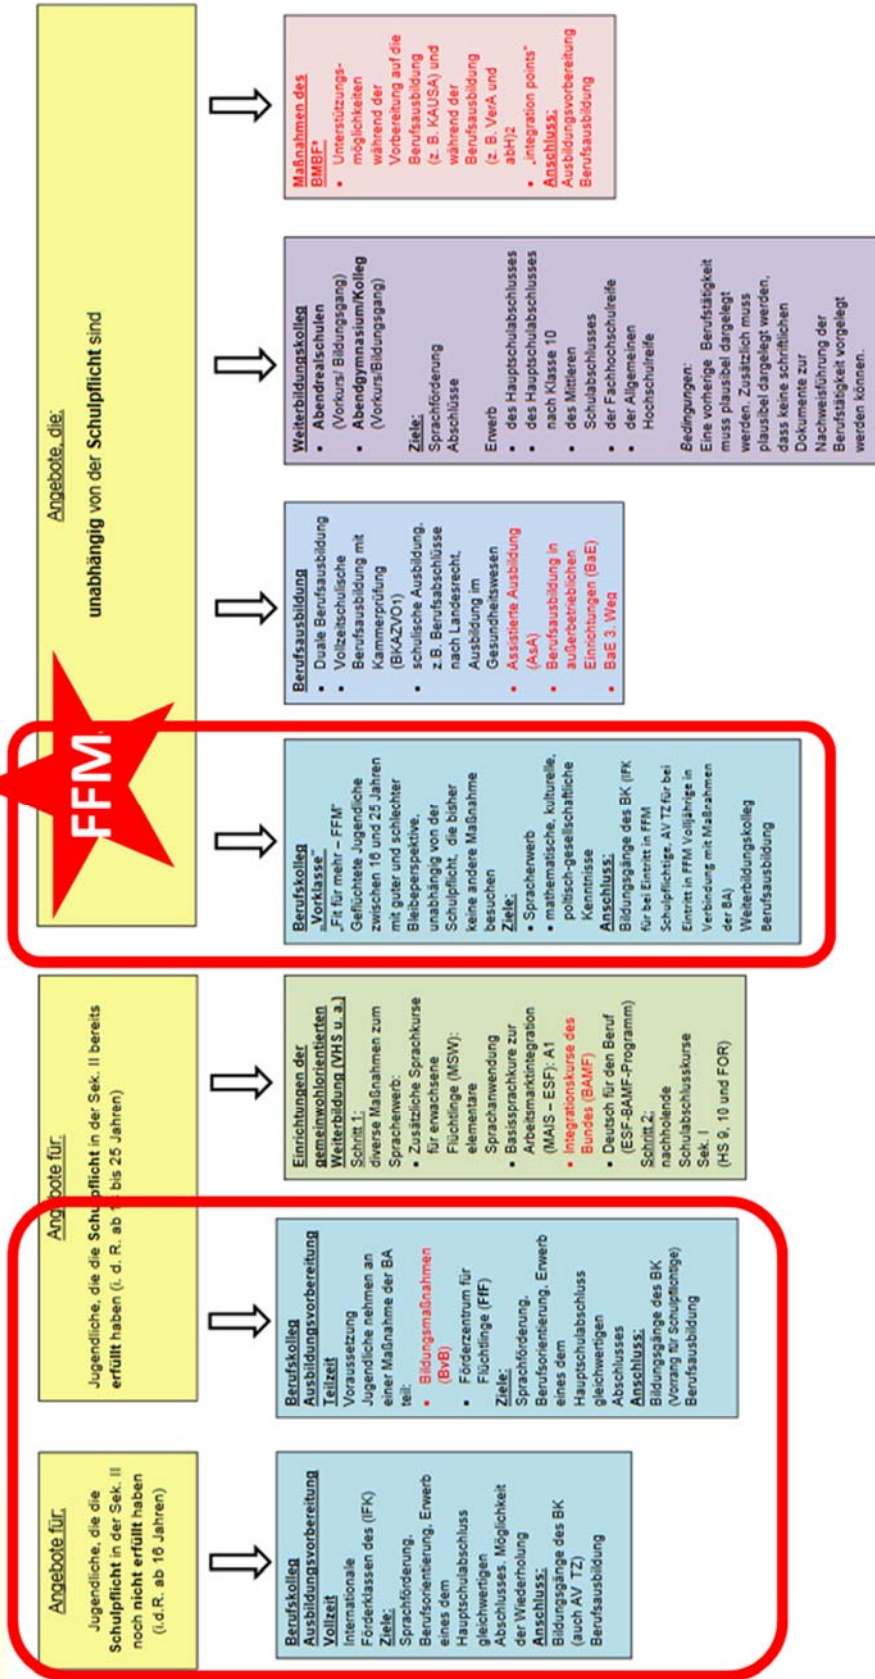 Angebote für:
Jugendliche, die die
Schulpflicht in der Sek. II
noch nicht erfüllt haben
(i.d.R. ab 16 Jahren)
Berufskolleg
Ausbildungsvorbereitung
Vollzeit
Internationale
Förderklassen des (IFK)
Ziele:
Sprachförderung,
Berufsorientierung, Erwerb
eines dem
Hauptschulabschluss
gleichwertigen
Abschlusses, Möglichkeit
der Wiederholung
Anschluss:
Bildungsgänge des BK
(auch AV TZ)
Berufsausbildung
Angebote für:
Jugendliche, die die Schulpflicht in der Sek. II bereits
erfüllt haben (i. d. R. ab bis 25 Jahren)
Berufskolleg
Ausbildungsvorbereitung
Teilzeit
Voraussetzung
Jugendliche nehmen an
einer Maßnahme der BA
teil:
• Bildungsmaßnahmen
(BvB)
• Förderzentrum für
Flüchtlinge (FfF)
Ziele:
Sprachförderung,
Berufsorientierung, Erwerb
eines dem
Hauptschulabschluss
gleichwertigen
Abschlusses
Anschluss:
Bildungsgänge des BK
(Vorrang für Schulpflichtige)
Berufsausbildung
Einrichtungen der
gemeinwohlorientierten
Weiterbildung (VHS u. a.)
Schritt 1:
diverse Maßnahmen zum
Spracherwerb:
• Zusätzliche Sprachkurse
für erwachsene
Flüchtlinge (MSW):
elementare
Sprachanwendung
• Basissprachkure zur
Arbeitsmarktintegration
(MAIS – ESF): A1
• Integrationskurse des
Bundes (BAMF)
• Deutsch für den Beruf
(ESF-BAMF-Programm)
Schritt 2:
nachholende
Schulabschlusskurse
Sek. I
(HS 9, 10 und FOR)
FFM
Angebote, die:
unabhängig von der Schulpflicht sind
Berufskolleg
„Vorklasse"
„Fit für mehr – FFM"
Geflüchtete Jugendliche
zwischen 16 und 25 Jahren
mit guter und schlechter
Bleibeperspektive,
unabhängig von der
Schulpflicht, die bisher
keine andere Maßnahme
besuchen
Ziele:
• Spracherwerb
• mathematische, kulturelle,
poltisch-gesellschaftliche
Kenntnisse
Anschluss:
Bildungsgänge des BK (IFK
für bei Eintritt in FFM
Schulpflichtige, AV TZ für bei
Eintritt in FFM Volljährige in
Verbindung mit Maßnahmen
der BA)
Weiterbildungskolleg
Berufsausbildung
Berufsausbildung
• Duale Berufsausbildung
• Vollzeitschulische
Berufsausbildung mit
Kammerprüfung
(BKAZVO1)
• schulische Ausbildung,
z.B. Berufsabschlüsse
nach Landesrecht,
Ausbildung im
Gesundheitswesen
• Assistierte Ausbildung
(AsA)
• Berufsausbildung in
außerbetrieblichen
Einrichtungen (BaE)
• BaE 3. Weg
Weiterbildungskolleg
• Abendrealschulen
(Vorkurs/ Bildungsgang)
• Abendgymnasium/Kolleg
(Vorkurs/Bildungsgang)
Ziele:
Sprachförderung
Abschlüsse
Erwerb
• des Hauptschulabschlusses
• des Hauptschulabschlusses
nach Klasse 10
• des Mittleren
Schulabschlusses
• der Fachhochschulreife
• der Allgemeinen
Hochschulreife
Bedingungen:
Eine vorherige Berufstätigkeit
muss plausibel dargelegt
werden. Zusätzlich muss
plausibel dargelegt werden,
dass keine schriftlichen
Dokumente zur
Nachweisführung der
Berufstätigkeit vorgelegt
werden können.
Maßnahmen des
BMBF*
• Unterstützungs-
möglichkeiten
während der
Vorbereitung auf die
Berufsausbildung
(z. B. KAUSA) und
während der
Berufsausbildung
(z. B. VerA und
abH)2
• „integration points"
Anschluss:
Ausbildungsvorbereitung
Berufsausbildung